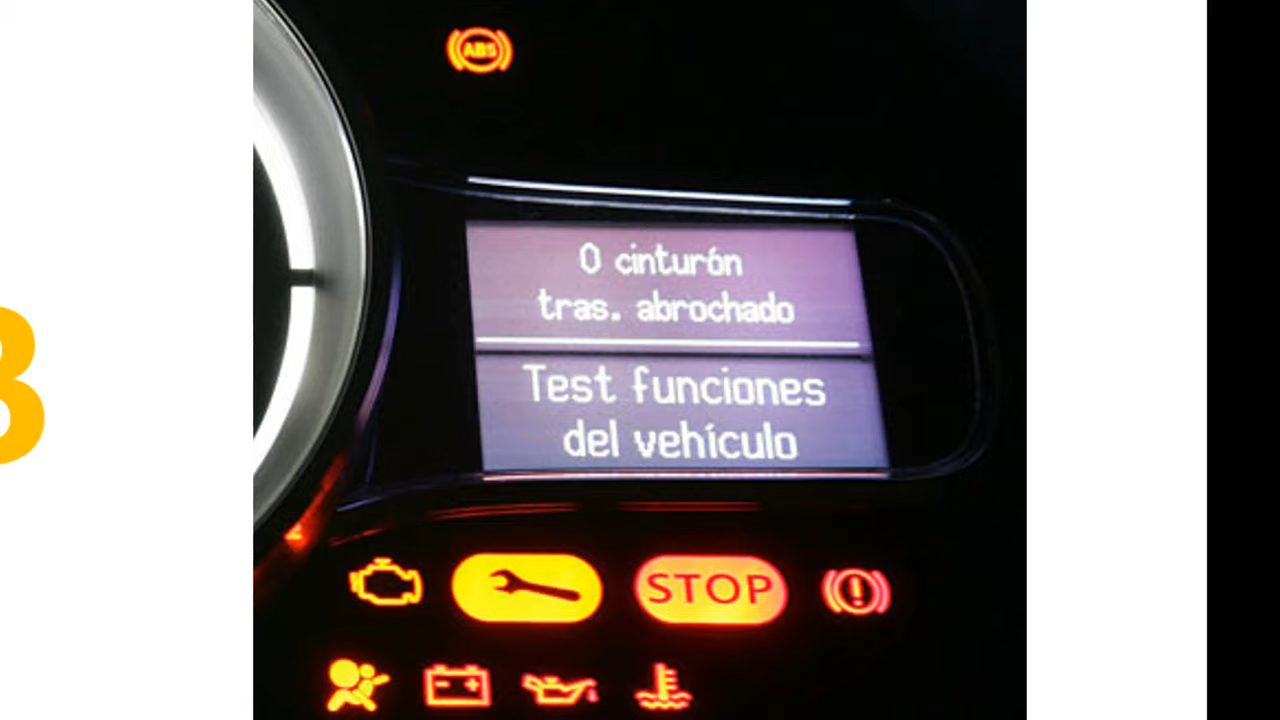 ABS
0 cinturón
tras. abrochado
Test funciones
del vehículo
STOP